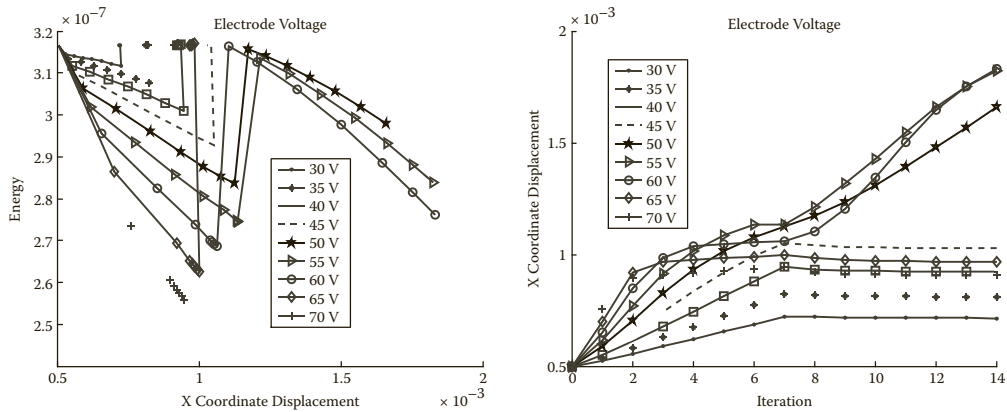 × 10⁻⁷
Electrode Voltage
3.2
3.1
3
2.9
2.8
2.7
2.6
2.5
Energy
30 V
35 V
40 V
45 V
50 V
55 V
60 V
65 V
70 V
0.5
1
1.5
2
X Coordinate Displacement
× 10⁻³
× 10⁻³
Electrode Voltage
2
1.5
1
0.5
X Coordinate Displacement
30 V
35 V
40 V
45 V
50 V
55 V
60 V
65 V
70 V
0
2
4
6
8
10
12
14
Iteration